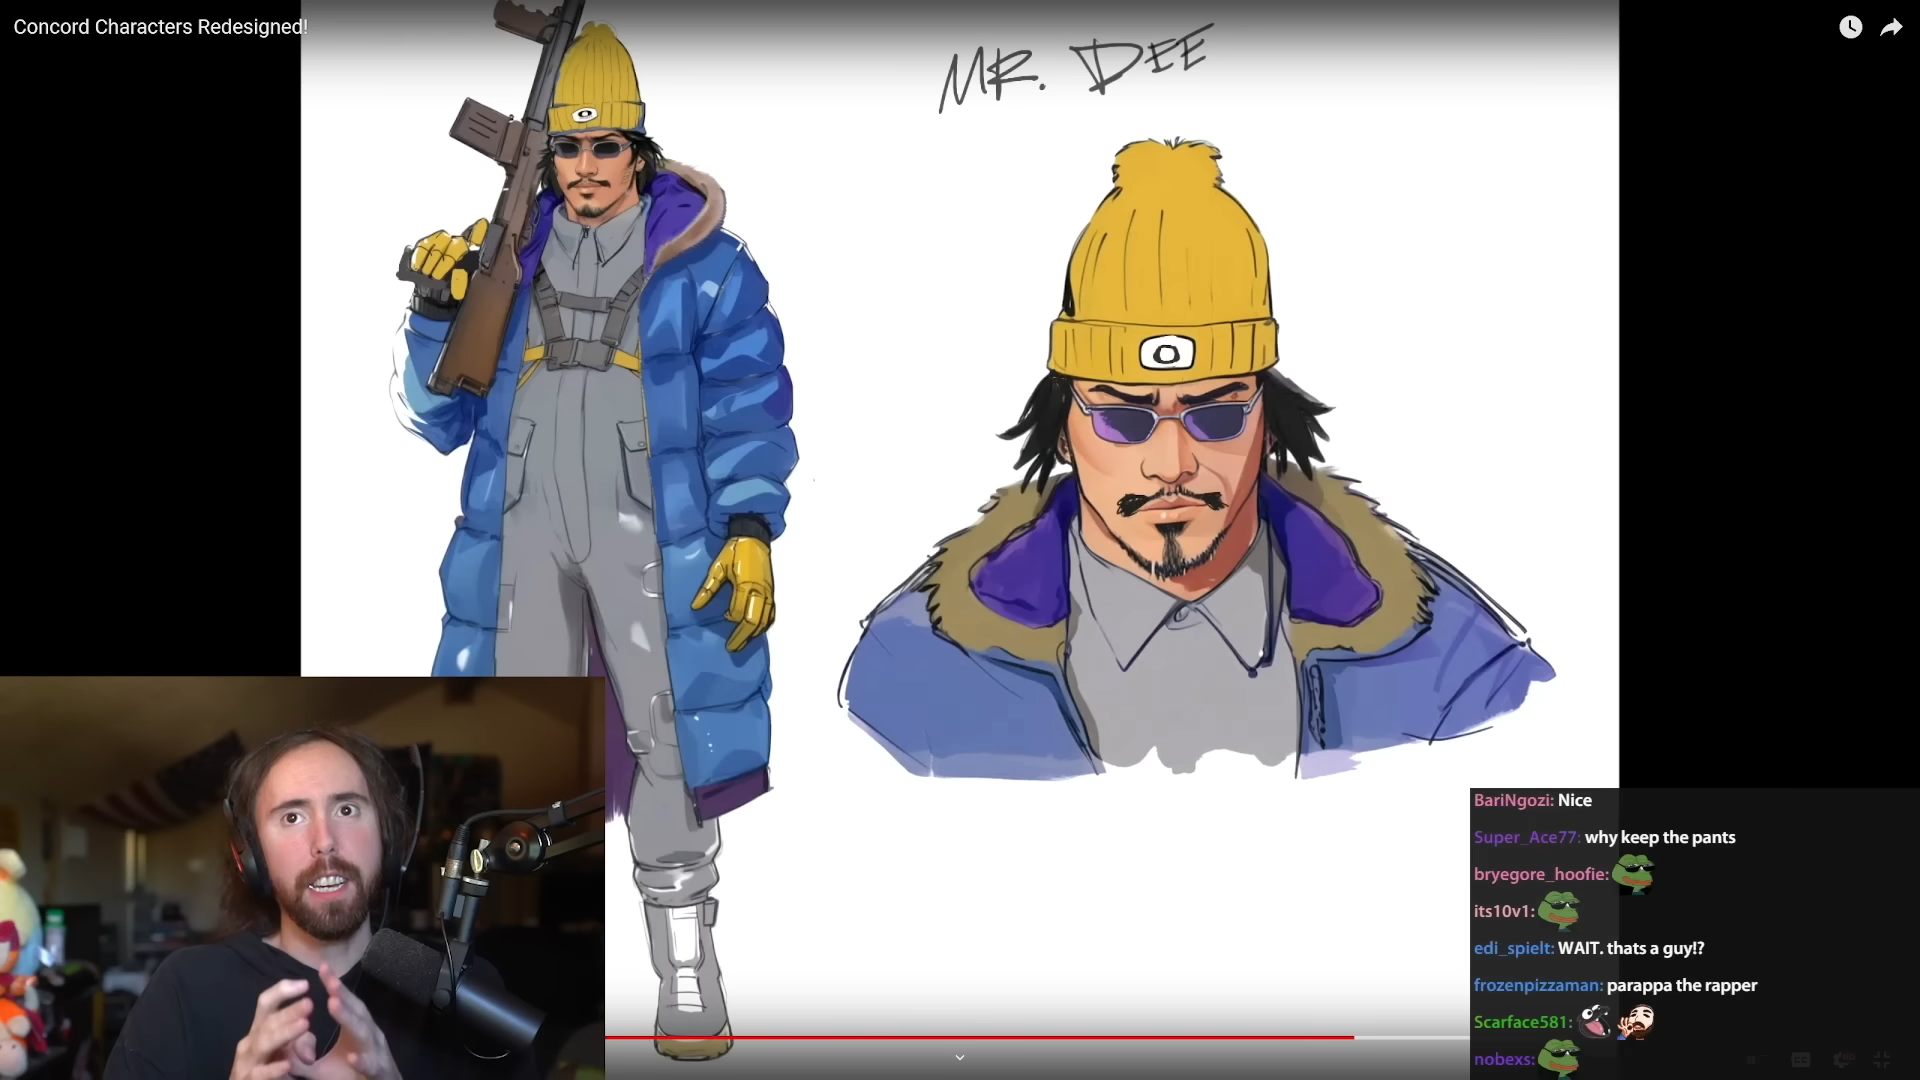 Concord Characters Redesigned!
MR. DEE
O
BariNgozi: Nice
Super_Ace77: why keep the pants
bryegore_hoofie:
its10v1:
edi_spielt: WAIT. thats a guy!?
frozenpizzaman: parappa the rapper
Scarface581:
nobexs:
CC